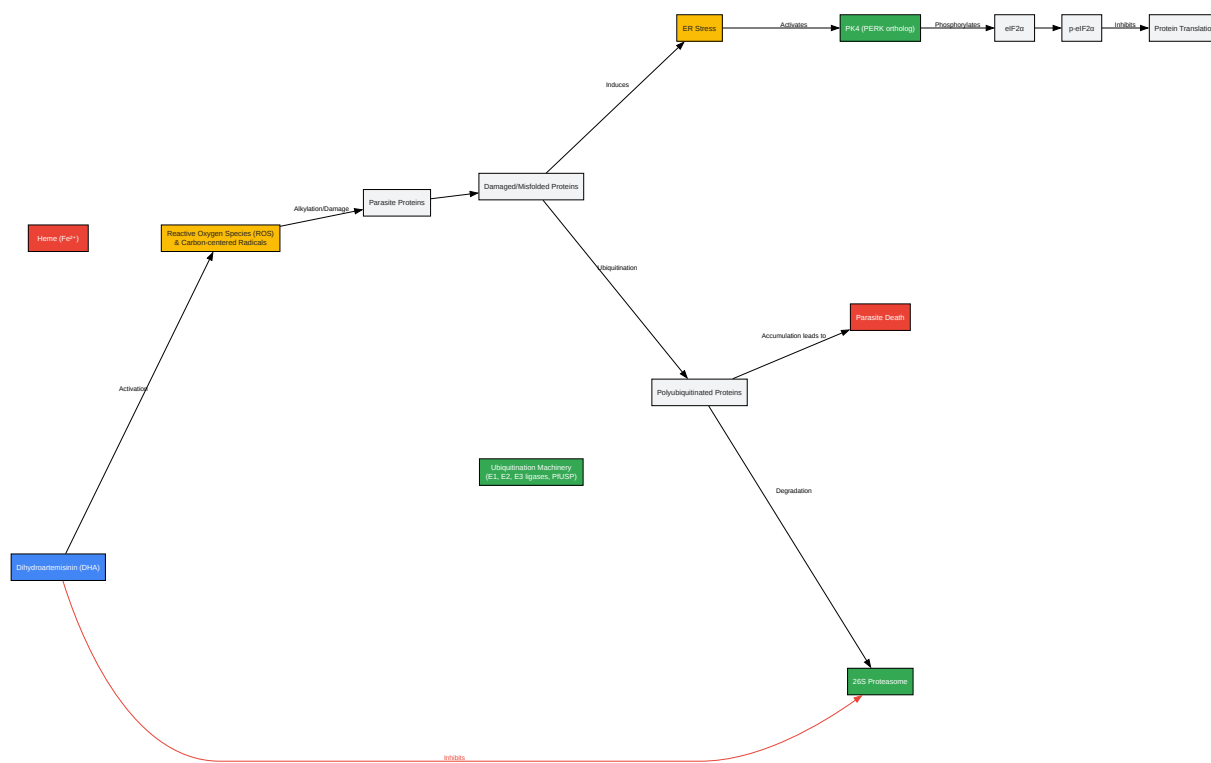 ER Stress
Activates
PK4 (PERK ortholog)
Phosphorylates
eIF2α
p-eIF2α
Inhibits
Protein Translatio
Induces
Damaged/Misfolded Proteins
Parasite Proteins
Alkylation/Damage
Heme (Fe²⁺)
Reactive Oxygen Species (ROS)
& Carbon-centered Radicals
Ubiquitination
Parasite Death
Accumulation leads to
Activation
Polyubiquitinated Proteins
Ubiquitination Machinery
(E1, E2, E3 ligases, PfUSP)
Degradation
Dihydroartemisinin (DHA)
26S Proteasome
Inhibits